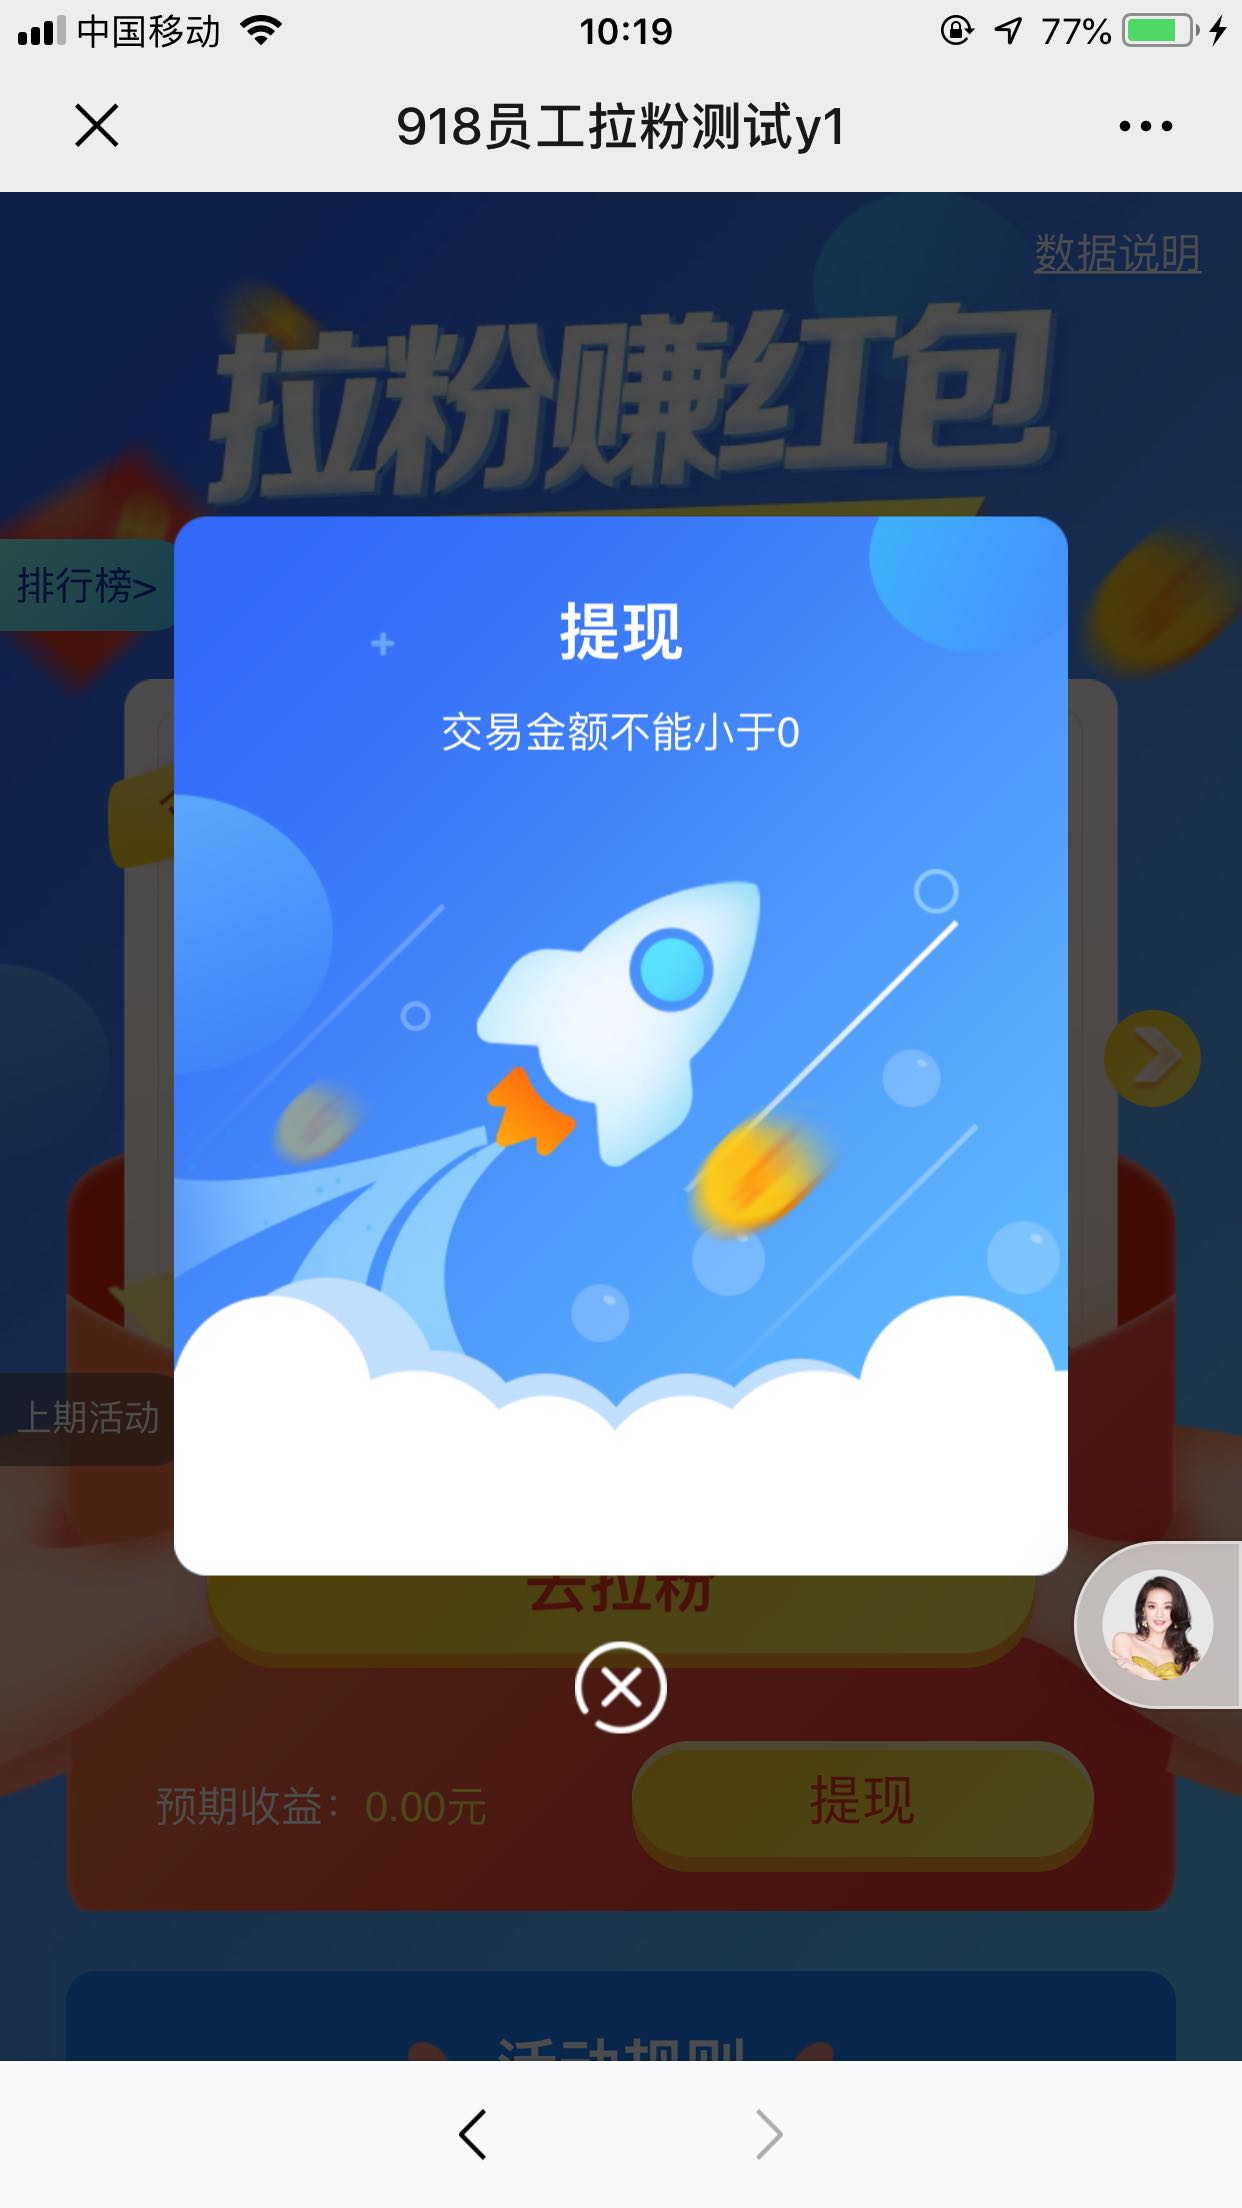 中国移动
10:19
77%
918员工拉粉测试y1
数据说明
拉粉赚红包
排行榜>
提现
交易金额不能小于0
上期活动
去拉粉
预期收益：0.00元
提现
活动规则